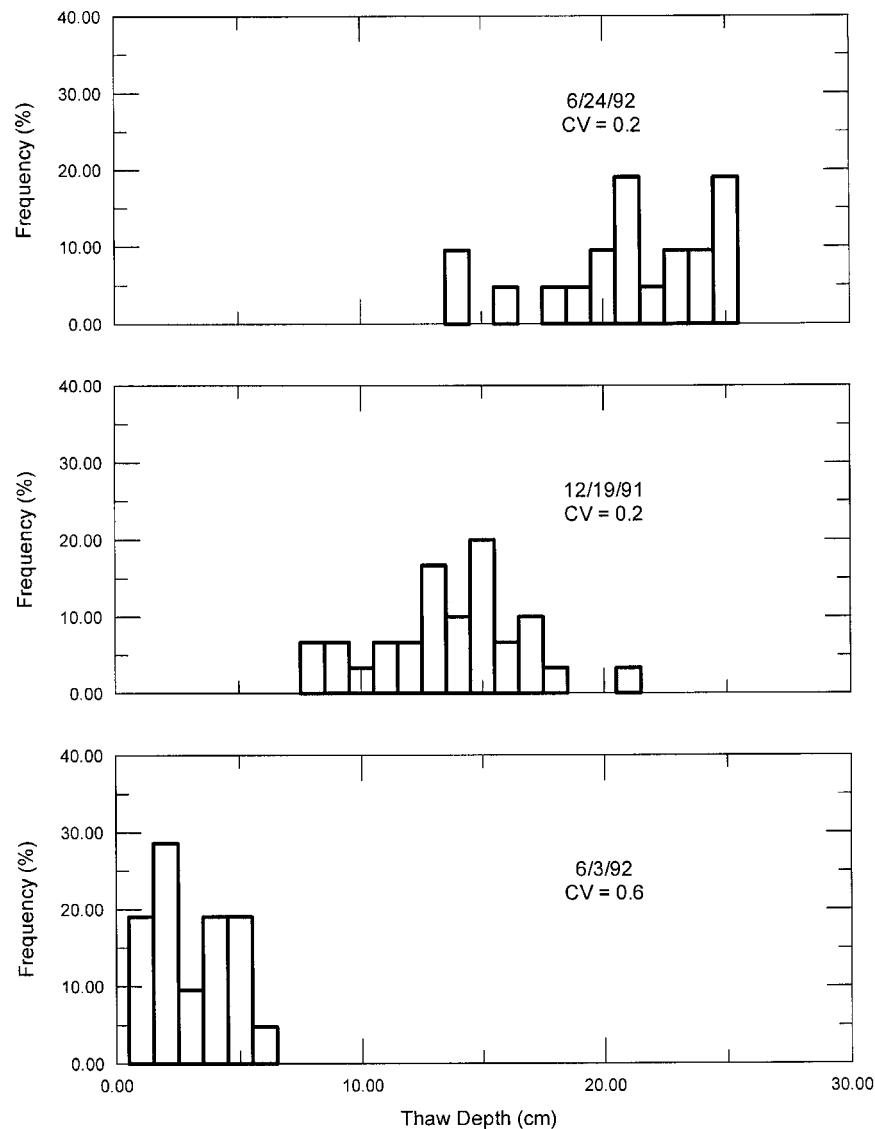 40.00
30.00
20.00
10.00
0.00
Frequency (%)
6/24/92
CV = 0.2
40.00
30.00
20.00
10.00
0.00
Frequency (%)
12/19/91
CV = 0.2
40.00
30.00
20.00
10.00
0.00
Frequency (%)
6/3/92
CV = 0.6
0.00 10.00 20.00 30.00
Thaw Depth (cm)